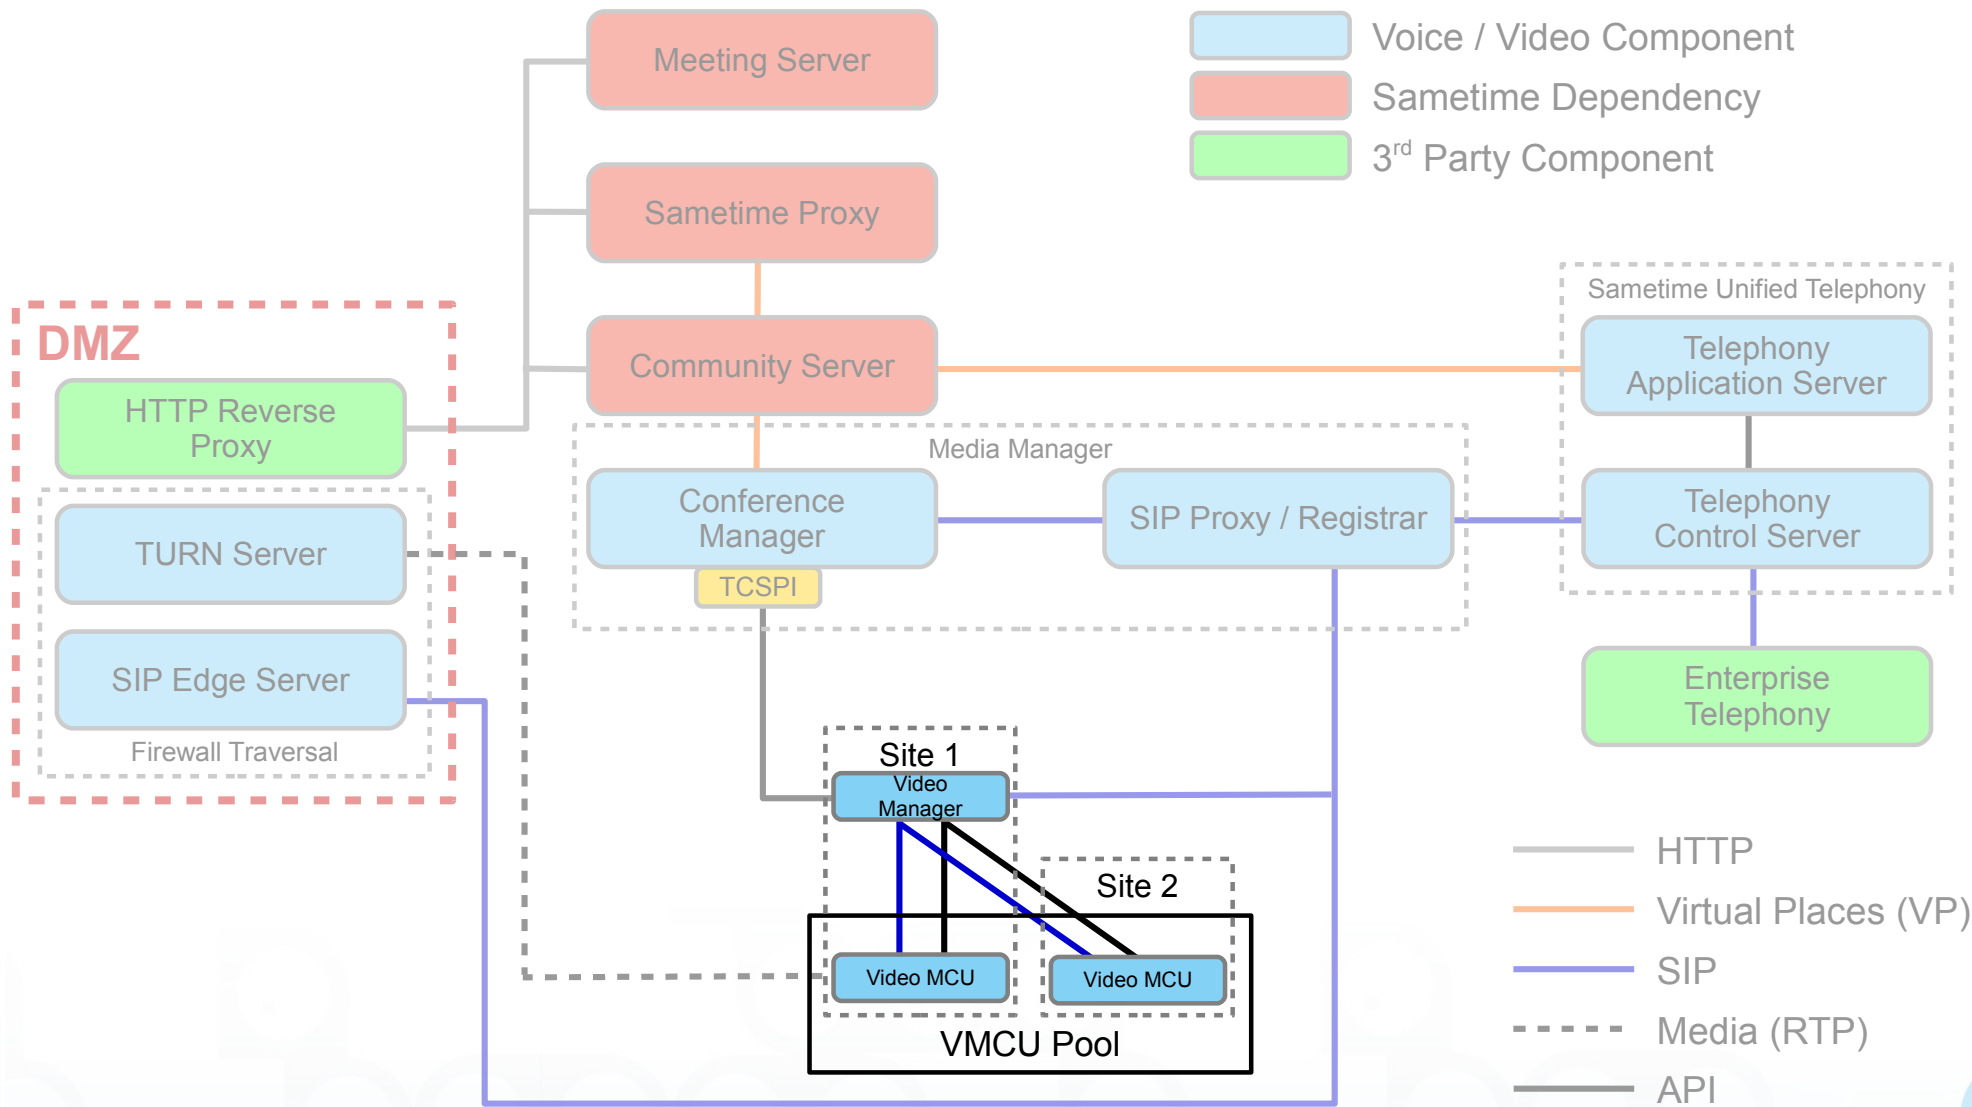 Meeting Server
Voice / Video Component
Sametime Dependency
3rd Party Component
Sametime Proxy
Sametime Unified Telephony
DMZ
Community Server
Telephony
Application Server
HTTP Reverse
Proxy
Media Manager
Conference
Manager
SIP Proxy / Registrar
Telephony
Control Server
TURN Server
TCSPI
SIP Edge Server
Enterprise
Telephony
Firewall Traversal
Site 1
Video
Manager
Site 2
Video MCU
Video MCU
VMCU Pool
HTTP
Virtual Places (VP)
SIP
Media (RTP)
API